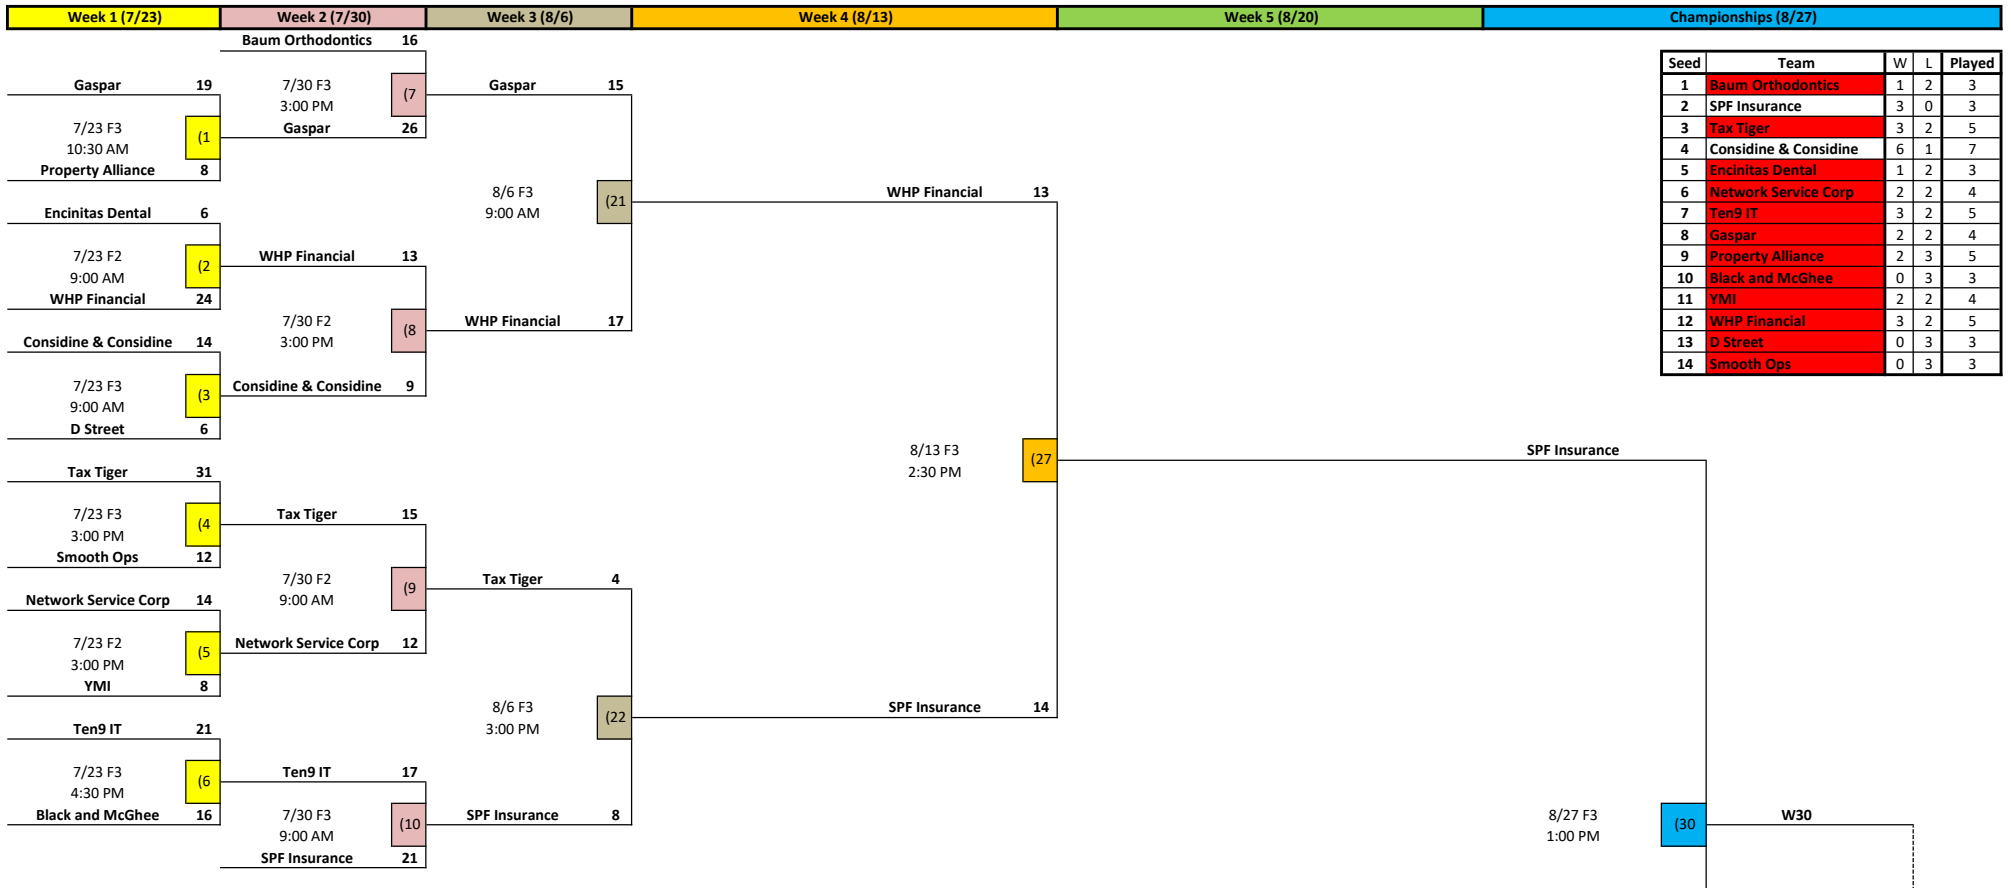 Week 1 (7/23) Week 2 (7/30) Week 3 (8/6) Week 4 (8/13) Week 5 (8/20) Championships (8/27)
Baum Orthodontics 16
Gaspar 19
7/23 F3
10:30 AM
(1
Property Alliance 8
Encinitas Dental 6
7/23 F2
9:00 AM
(2
WHP Financial 24
Considine & Considine 14
7/23 F3
9:00 AM
(3
D Street 6
Tax Tiger 31
7/23 F3
3:00 PM
(4
Smooth Ops 12
Network Service Corp 14
7/23 F2
3:00 PM
(5
YMI 8
Ten9 IT 21
7/23 F3
4:30 PM
(6
Black and McGhee 16
7/30 F3
3:00 PM
(7
Gaspar 26
WHP Financial 13
7/30 F2
3:00 PM
(8
Considine & Considine 9
Tax Tiger 15
7/30 F2
9:00 AM
(9
Network Service Corp 12
Ten9 IT 17
7/30 F3
9:00 AM
(10
SPF Insurance 21
Gaspar 15
8/6 F3
9:00 AM
(21
WHP Financial 17
Tax Tiger 4
8/6 F3
3:00 PM
(22
SPF Insurance 8
WHP Financial 13
8/13 F3
2:30 PM
(27
SPF Insurance 14
SPF Insurance
8/27 F3
1:00 PM
(30
W30
Seed Team W L Played
1 Baum Orthodontics 1 2 3
2 SPF Insurance 3 0 3
3 Tax Tiger 3 2 5
4 Considine & Considine 6 1 7
5 Encinitas Dental 1 2 3
6 Network Service Corp 2 2 4
7 Ten9 IT 3 2 5
8 Gaspar 2 2 4
9 Property Alliance 2 3 5
10 Black and McGhee 0 3 3
11 YMI 2 2 4
12 WHP Financial 3 2 5
13 D Street 0 3 3
14 Smooth Ops 0 3 3